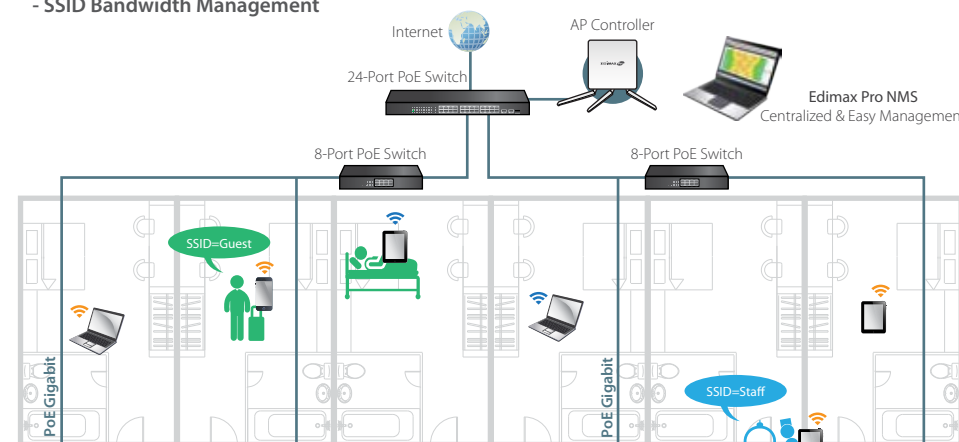 - SSID Bandwidth Management
Internet
AP Controller
24-Port PoE Switch
EDIMAX
Edimax Pro NMS
Centralized & Easy Managemen
8-Port PoE Switch
8-Port PoE Switch
SSID=Guest
PoE Gigabit
PoE Gigabit
SSID=Staff